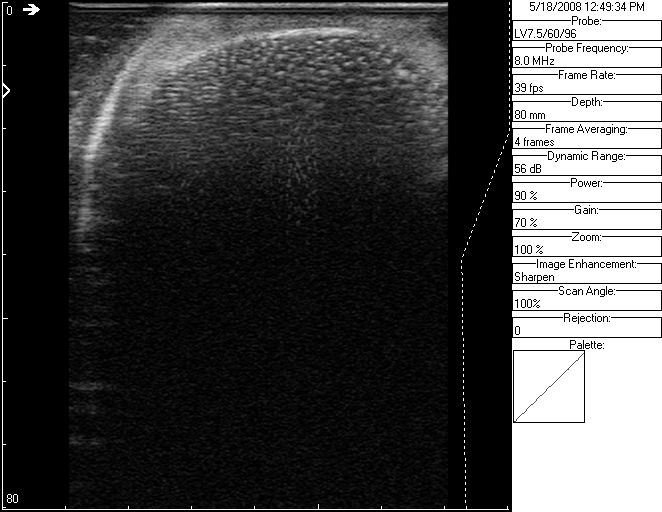 0
80
5/18/2008 12:49:34 PM
Probe:
LV7.5/60/96
Probe Frequency:
8.0 MHz
Frame Rate:
39 fps
Depth:
80 mm
Frame Averaging:
4 frames
Dynamic Range:
56 dB
Power:
90 %
Gain:
70 %
Zoom:
100 %
Image Enhancement:
Sharpen
Scan Angle:
100%
Rejection:
0
Palette: